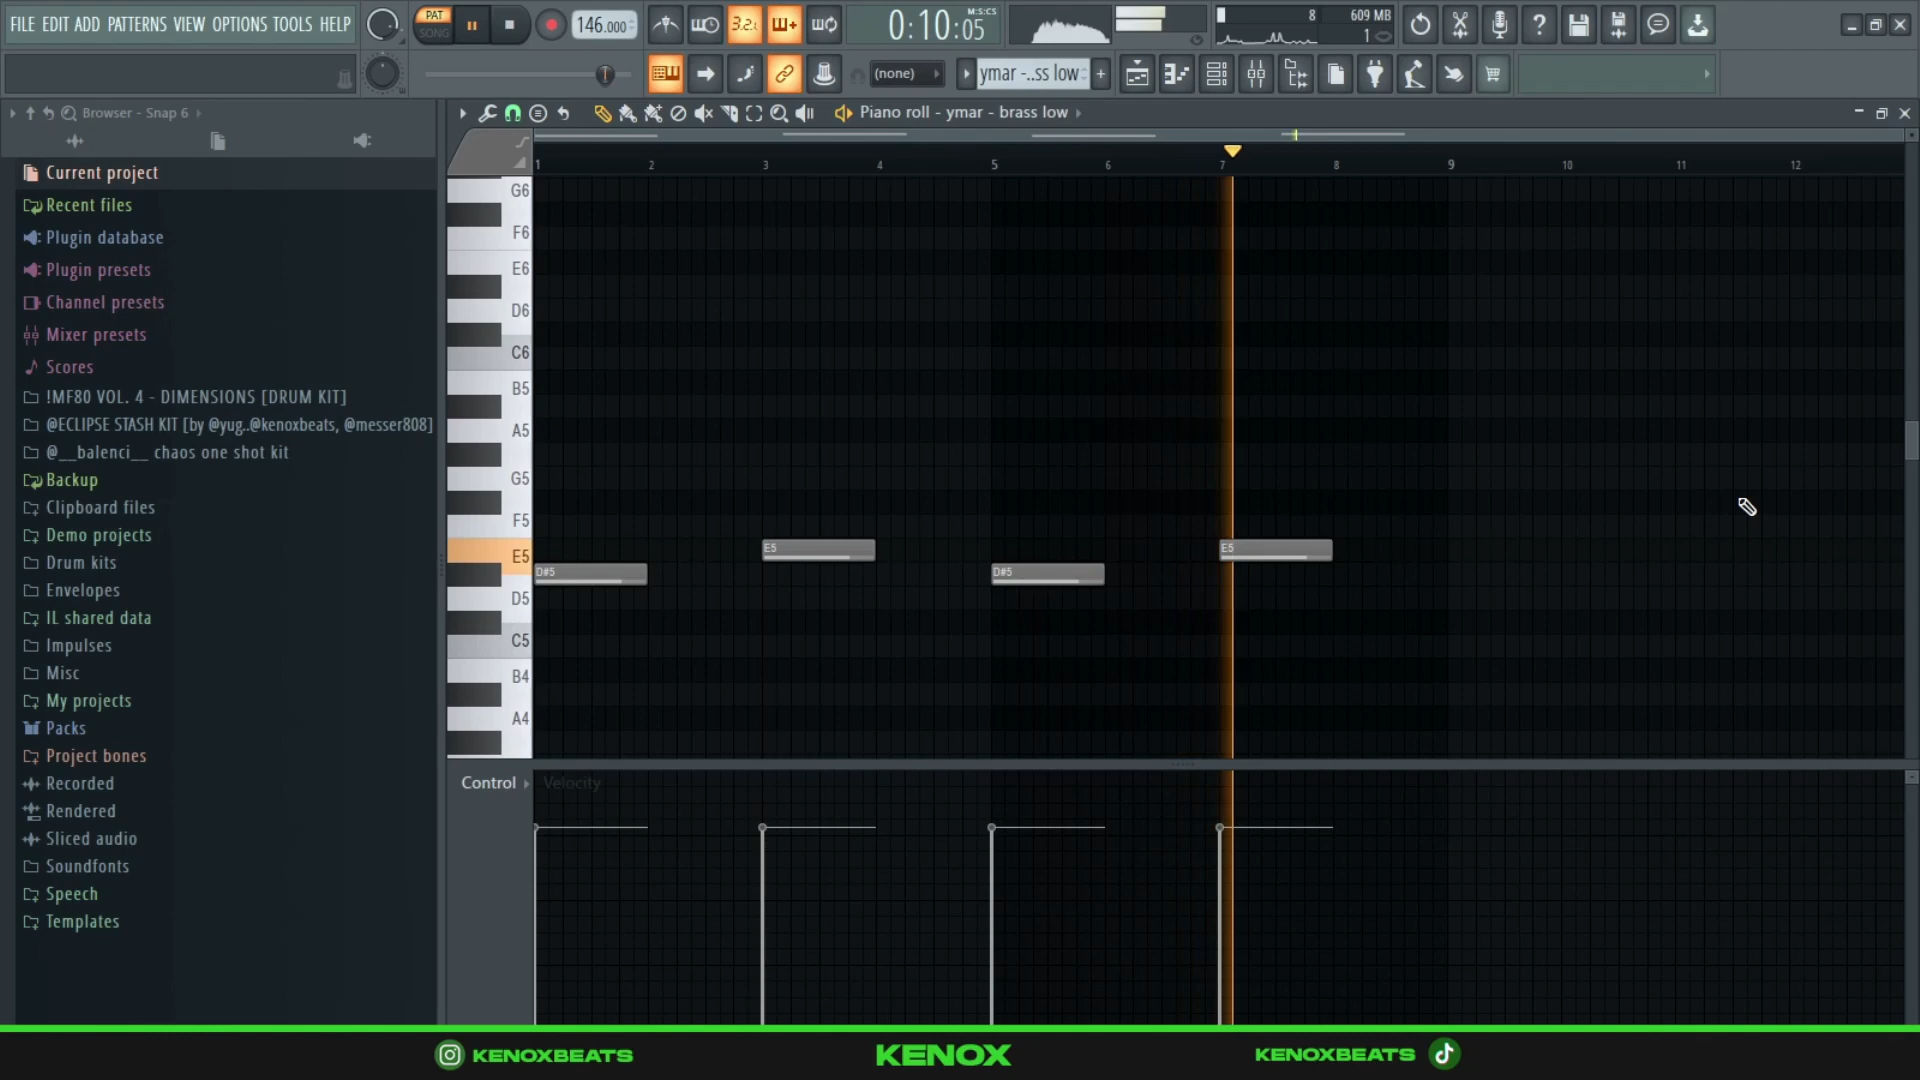 FILE EDIT ADD PATTERNS VIEW OPTIONS TOOLS HELP
PAT
SONG
146.000
3.2.
0:10:05
M:S:CS
8
609 MB
1
(none)
ymar -..ss low
Browser - Snap 6
Piano roll - ymar - brass low
Current project
Recent files
Plugin database
Plugin presets
Channel presets
Mixer presets
Scores
!MF80 VOL. 4 - DIMENSIONS [DRUM KIT]
@ECLIPSE STASH KIT [by @yug..@kenoxbeats, @messer808]
@__balenci__ chaos one shot kit
Backup
Clipboard files
Demo projects
Drum kits
Envelopes
IL shared data
Impulses
Misc
My projects
Packs
Project bones
Recorded
Rendered
Sliced audio
Soundfonts
Speech
Templates
1 2 3 4 5 6 7 8 9 10 11 12
G6
F6
E6
D6
C6
B5
A5
G5
F5
E5
D5
C5
B4
A4
E5 E5
D#5 D#5
Control Velocity
KENOXBEATS KENOX KENOXBEATS